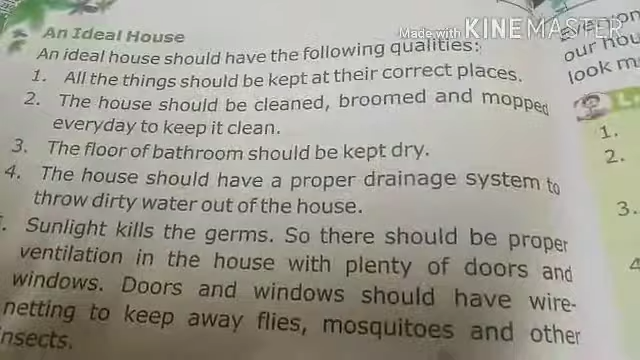 An Ideal House
Made with KINEMASTER
An ideal house should have the following qualities:
1. All the things should be kept at their correct places.
2. The house should be cleaned, broomed and mopped
everyday to keep it clean.
3. The floor of bathroom should be kept dry.
4. The house should have a proper drainage system to
throw dirty water out of the house.
Sunlight kills the germs. So there should be proper
ventilation in the house with plenty of doors and
windows. Doors and windows should have wire-
netting to keep away flies, mosquitoes and other
nsects.
our hou
look m
1.
2.
3.